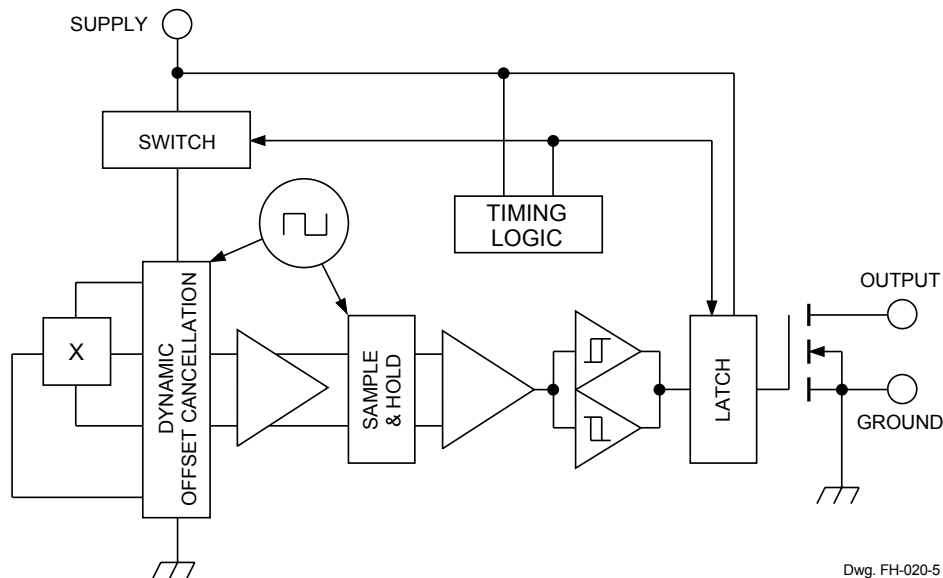 SUPPLY
SWITCH
TIMING
LOGIC
X
DYNAMIC
OFFSET CANCELLATION
SAMPLE
& HOLD
LATCH
OUTPUT
GROUND
Dwg. FH-020-5